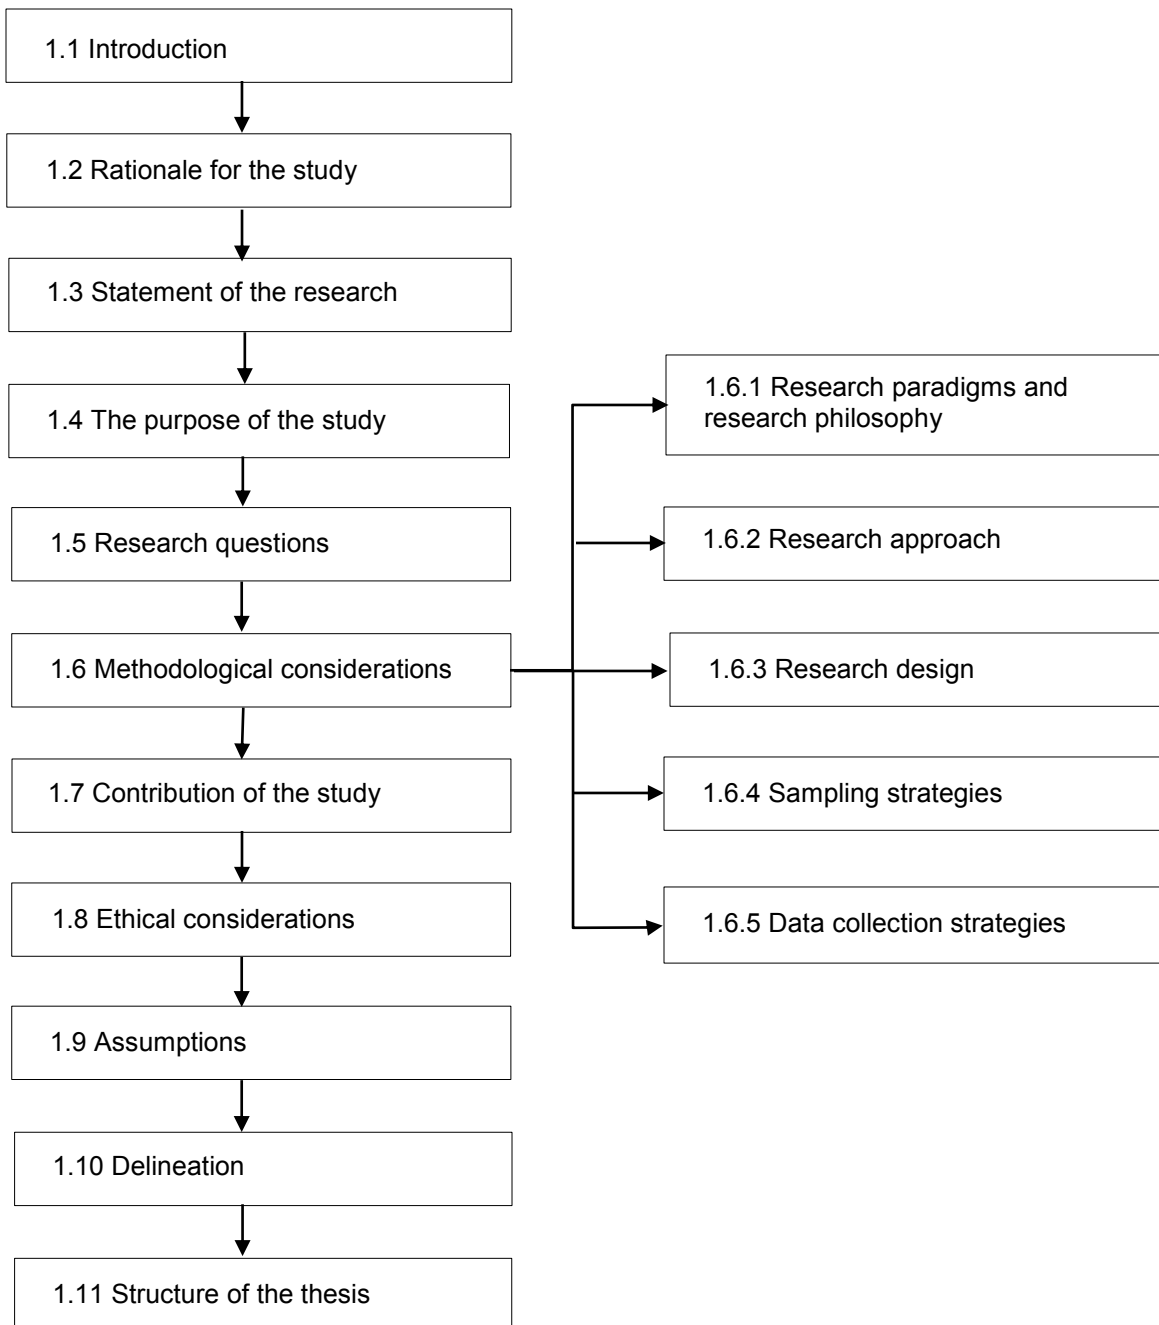 1.1 Introduction
1.2 Rationale for the study
1.3 Statement of the research
1.4 The purpose of the study
1.5 Research questions
1.6 Methodological considerations
1.6.1 Research paradigms and
research philosophy
1.6.2 Research approach
1.6.3 Research design
1.6.4 Sampling strategies
1.6.5 Data collection strategies
1.7 Contribution of the study
1.8 Ethical considerations
1.9 Assumptions
1.10 Delineation
1.11 Structure of the thesis